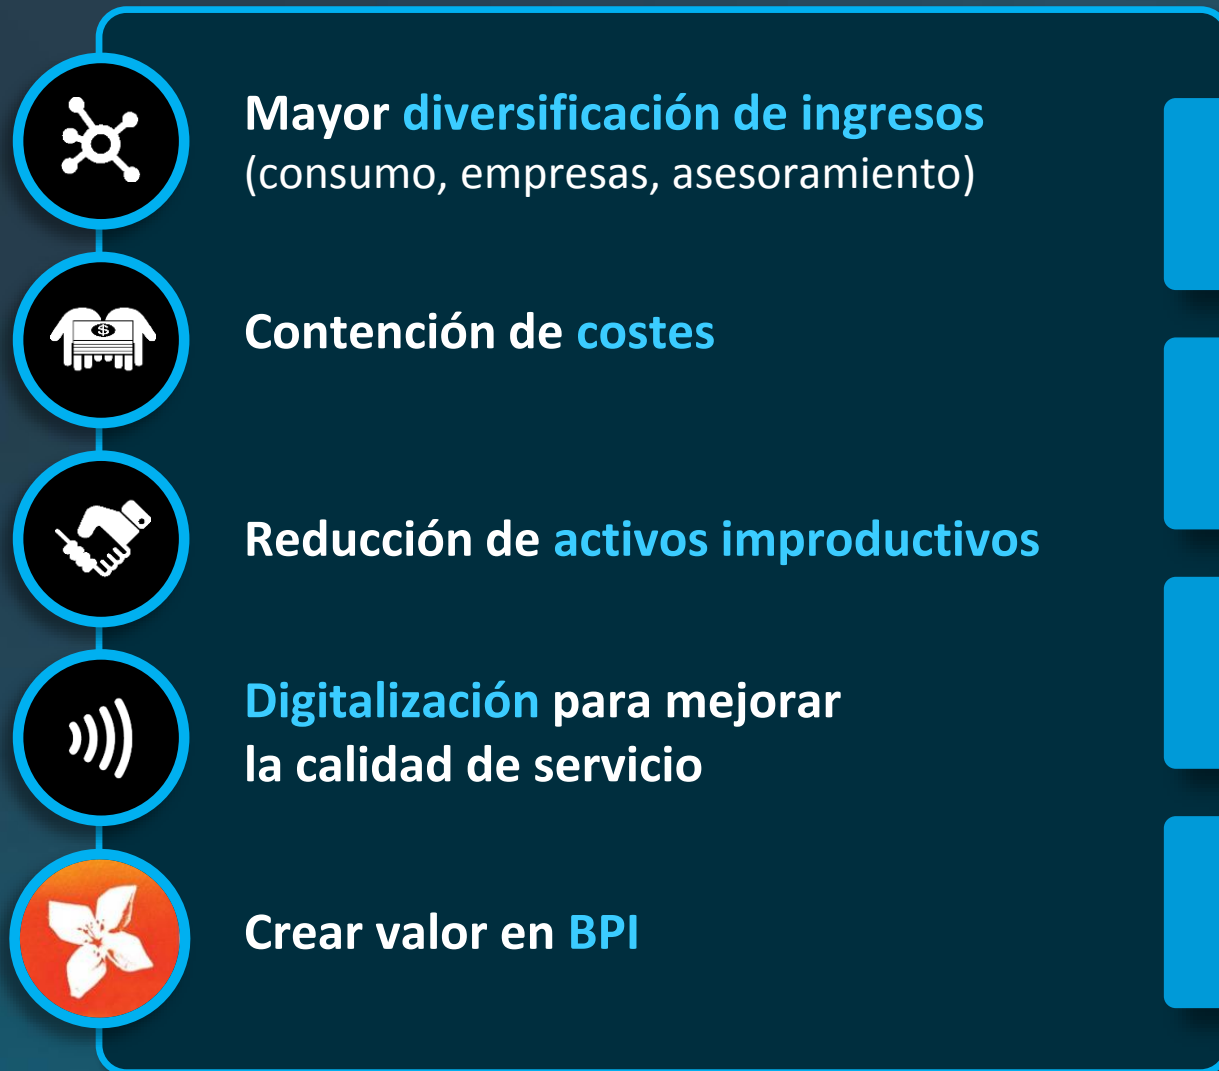 Mayor diversificación de ingresos
(consumo, empresas, asesoramiento)
Contención de costes
Reducción de activos improductivos
Digitalización para mejorar
la calidad de servicio
Crear valor en BPI